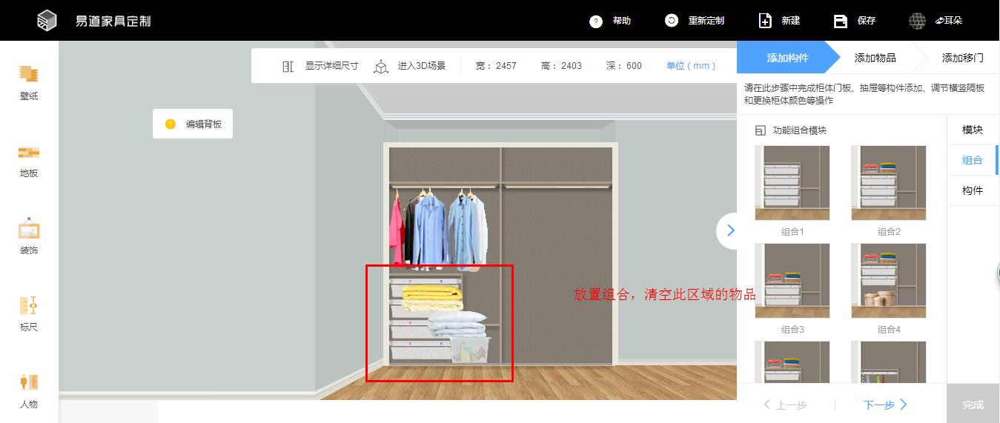 易道家具定制
? 帮助
重新定制
新建
保存
耳朵
壁纸
地板
装饰
标尺
人物
显示详细尺寸
进入3D场景
宽：2457
高：2403
深：600
单位（mm）
? 编辑背板
放置组合，清空此区域的物品
添加构件
添加物品
添加移门
请在此步骤中完成柜体门板、抽屉等构件添加、调节横竖隔板
和更换柜体颜色等操作
功能组合模块
组合1
组合2
组合3
组合4
模块
组合
构件
上一步
下一步
完成